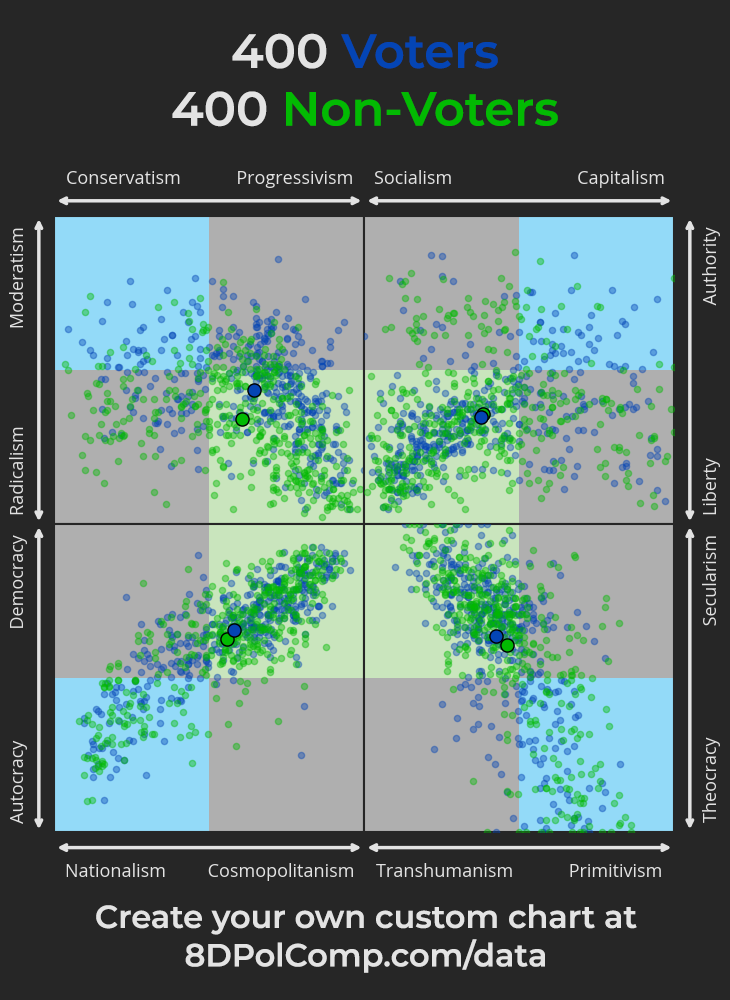 400 Voters
400 Non-Voters
Conservatism Progressivism Socialism Capitalism
Moderatism
Radicalism
Authority
Liberty
Democracy
Autocracy
Secularism
Theocracy
Nationalism Cosmopolitanism Transhumanism Primitivism
Create your own custom chart at
8DPolComp.com/data